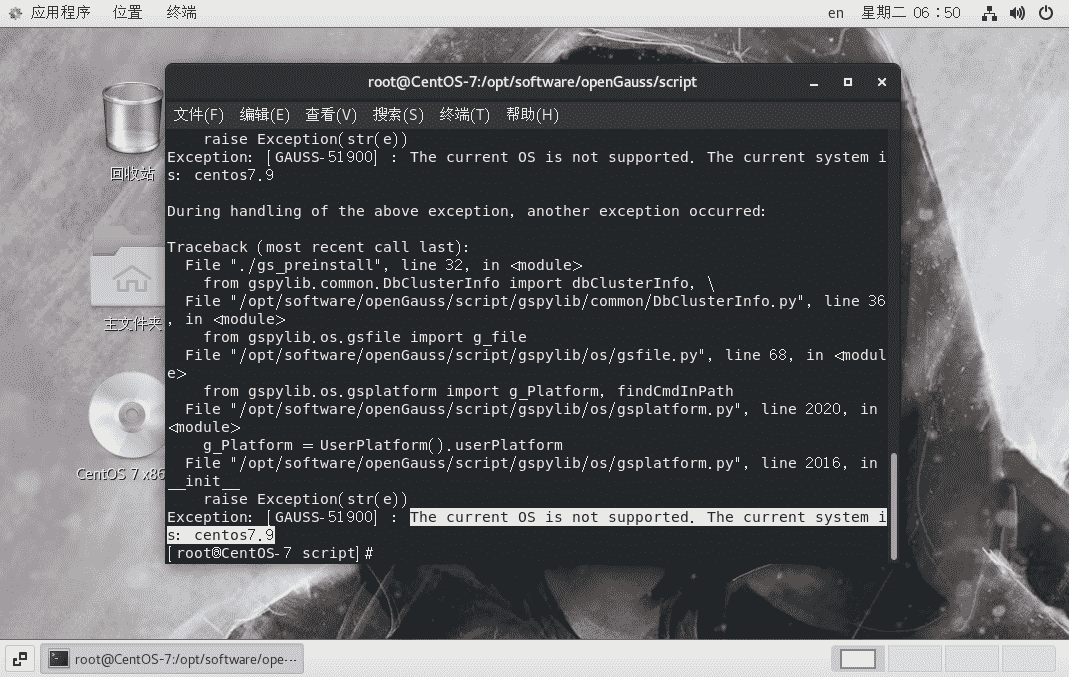 应用程序 位置 终端 en 星期二 06：50
root@CentOS-7:/opt/software/openGauss/script
文件(F) 编辑(E) 查看(V) 搜索(S) 终端(T) 帮助(H)
raise Exception(str(e))
Exception: [GAUSS-51900] : The current OS is not supported. The current system i
s: centos7.9
During handling of the above exception, another exception occurred:
Traceback (most recent call last):
File "./gs_preinstall", line 32, in <module>
from gspylib.common.DbClusterInfo import dbClusterInfo, \
File "/opt/software/openGauss/script/gspylib/common/DbClusterInfo.py", line 36
, in <module>
from gspylib.os.gsfile import g_file
File "/opt/software/openGauss/script/gspylib/os/gsfile.py", line 68, in <modul
e>
from gspylib.os.gsplatform import g_Platform, findCmdInPath
File "/opt/software/openGauss/script/gspylib/os/gsplatform.py", line 2020, in
<module>
g_Platform = UserPlatform().userPlatform
File "/opt/software/openGauss/script/gspylib/os/gsplatform.py", line 2016, in
__init__
raise Exception(str(e))
Exception: [GAUSS-51900] : The current OS is not supported. The current system i
s: centos7.9
[root@CentOS-7 script]#
回收站
主文件夹
CentOS 7 x86
root@CentOS-7:/opt/software/ope···